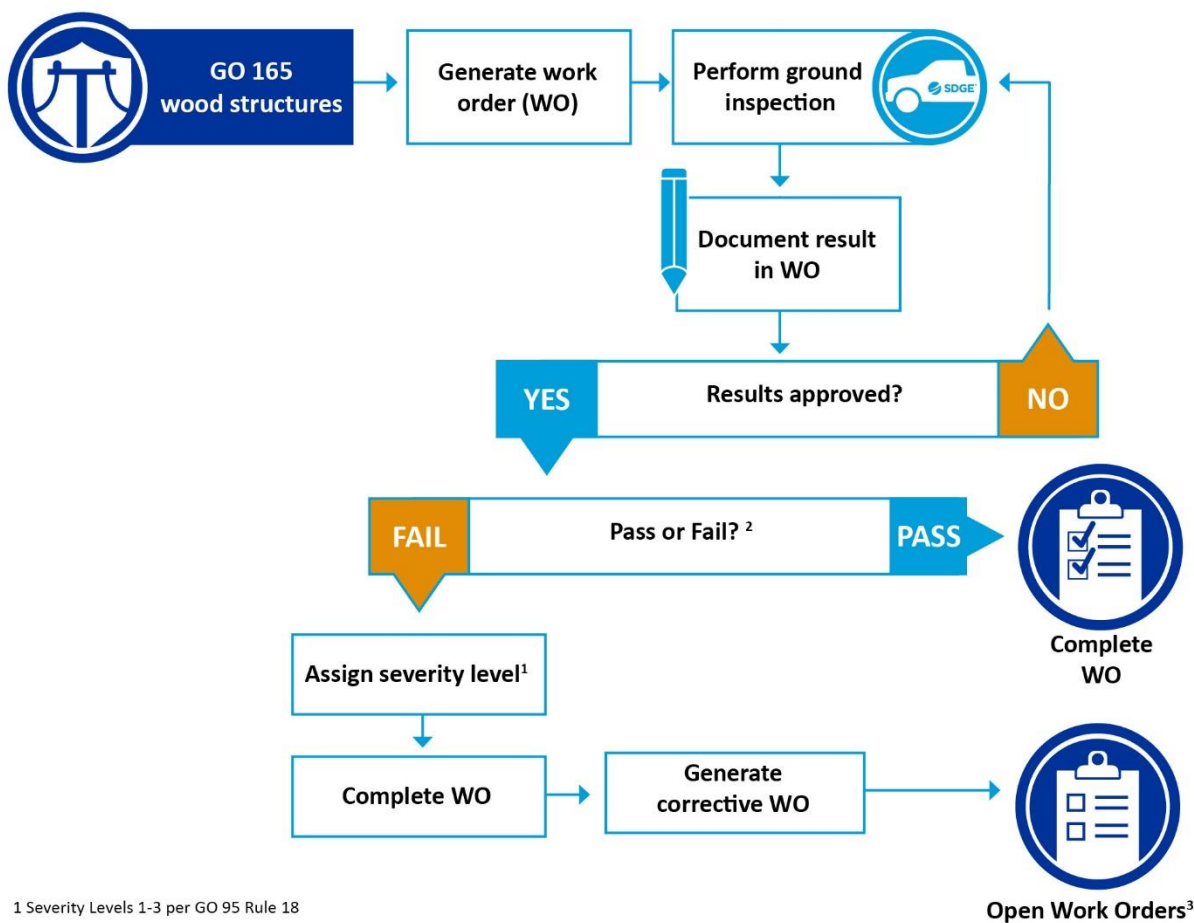 GO 165
wood structures
Generate work
order (WO)
Perform ground
inspection
SDGE
Document result
in WO
YES
Results approved?
NO
FAIL
Pass or Fail? ²
PASS
Complete
WO
Assign severity level¹
Complete WO
Generate
corrective WO
Open Work Orders³
1 Severity Levels 1-3 per GO 95 Rule 18